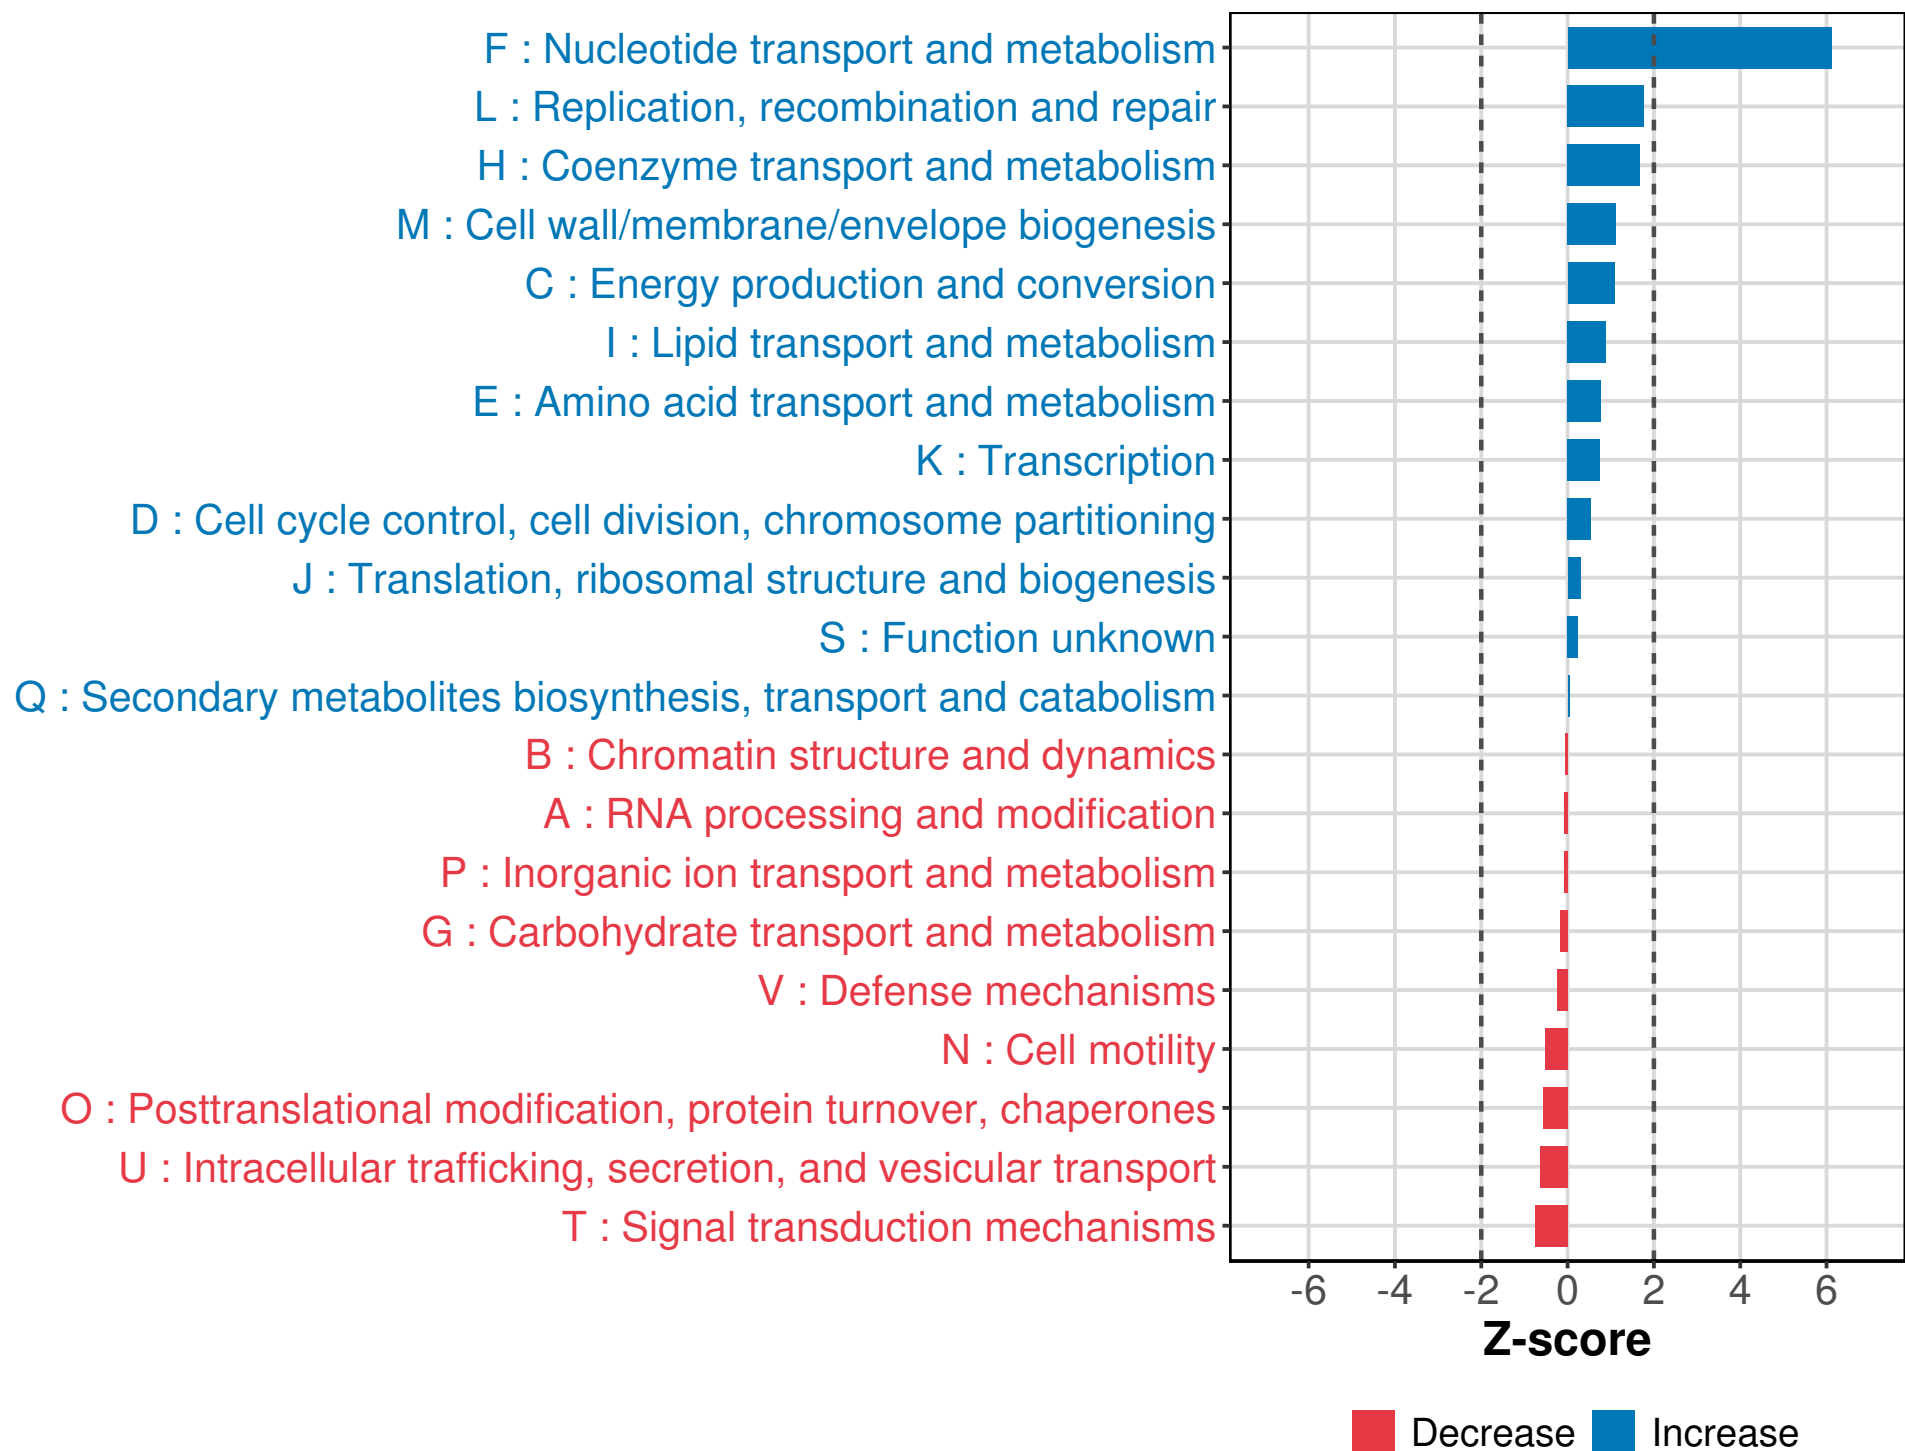 F : Nucleotide transport and metabolism
L : Replication, recombination and repair
H : Coenzyme transport and metabolism
M : Cell wall/membrane/envelope biogenesis
C : Energy production and conversion
I : Lipid transport and metabolism
E : Amino acid transport and metabolism
K : Transcription
D : Cell cycle control, cell division, chromosome partitioning
J : Translation, ribosomal structure and biogenesis
S : Function unknown
Q : Secondary metabolites biosynthesis, transport and catabolism
B : Chromatin structure and dynamics
A : RNA processing and modification
P : Inorganic ion transport and metabolism
G : Carbohydrate transport and metabolism
V : Defense mechanisms
N : Cell motility
O : Posttranslational modification, protein turnover, chaperones
U : Intracellular trafficking, secretion, and vesicular transport
T : Signal transduction mechanisms
-6 -4 -2 0 2 4 6
Z-score
Decrease Increase